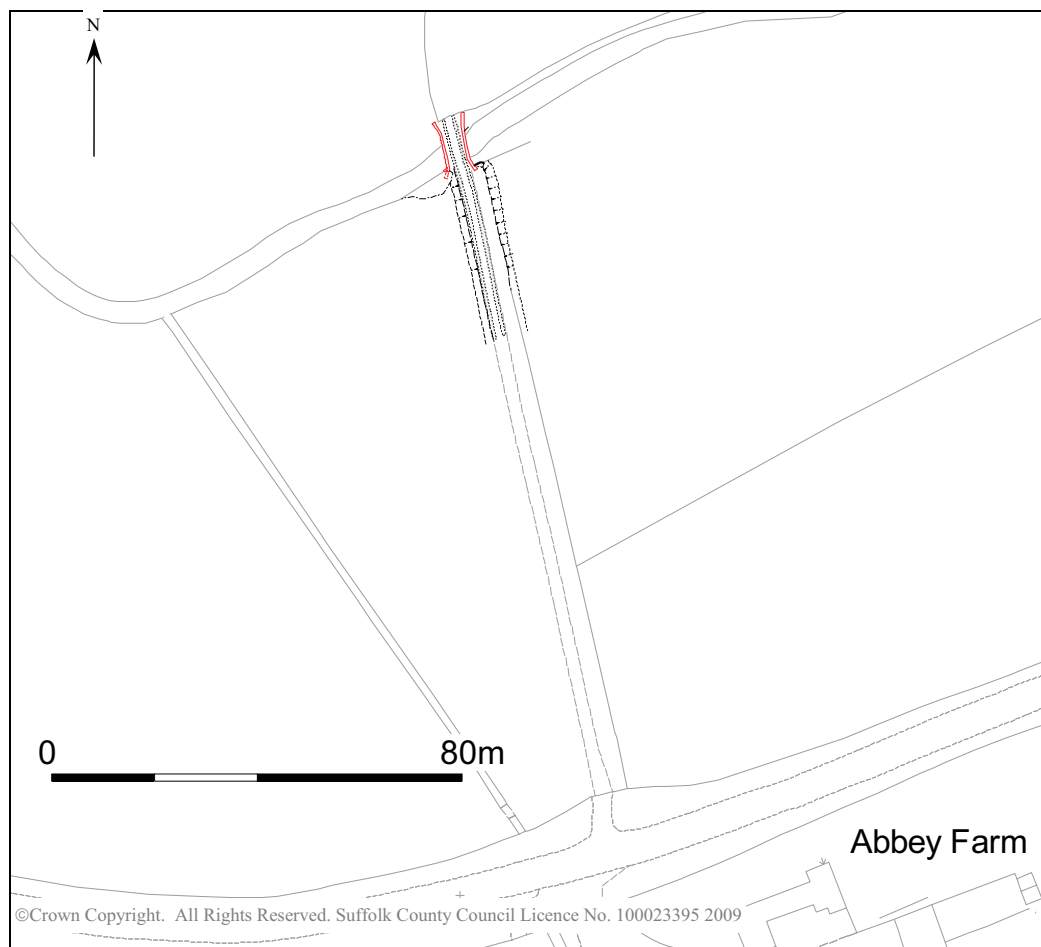 N
0 80m
Abbey Farm
©Crown Copyright. All Rights Reserved. Suffolk County Council Licence No. 100023395 2009